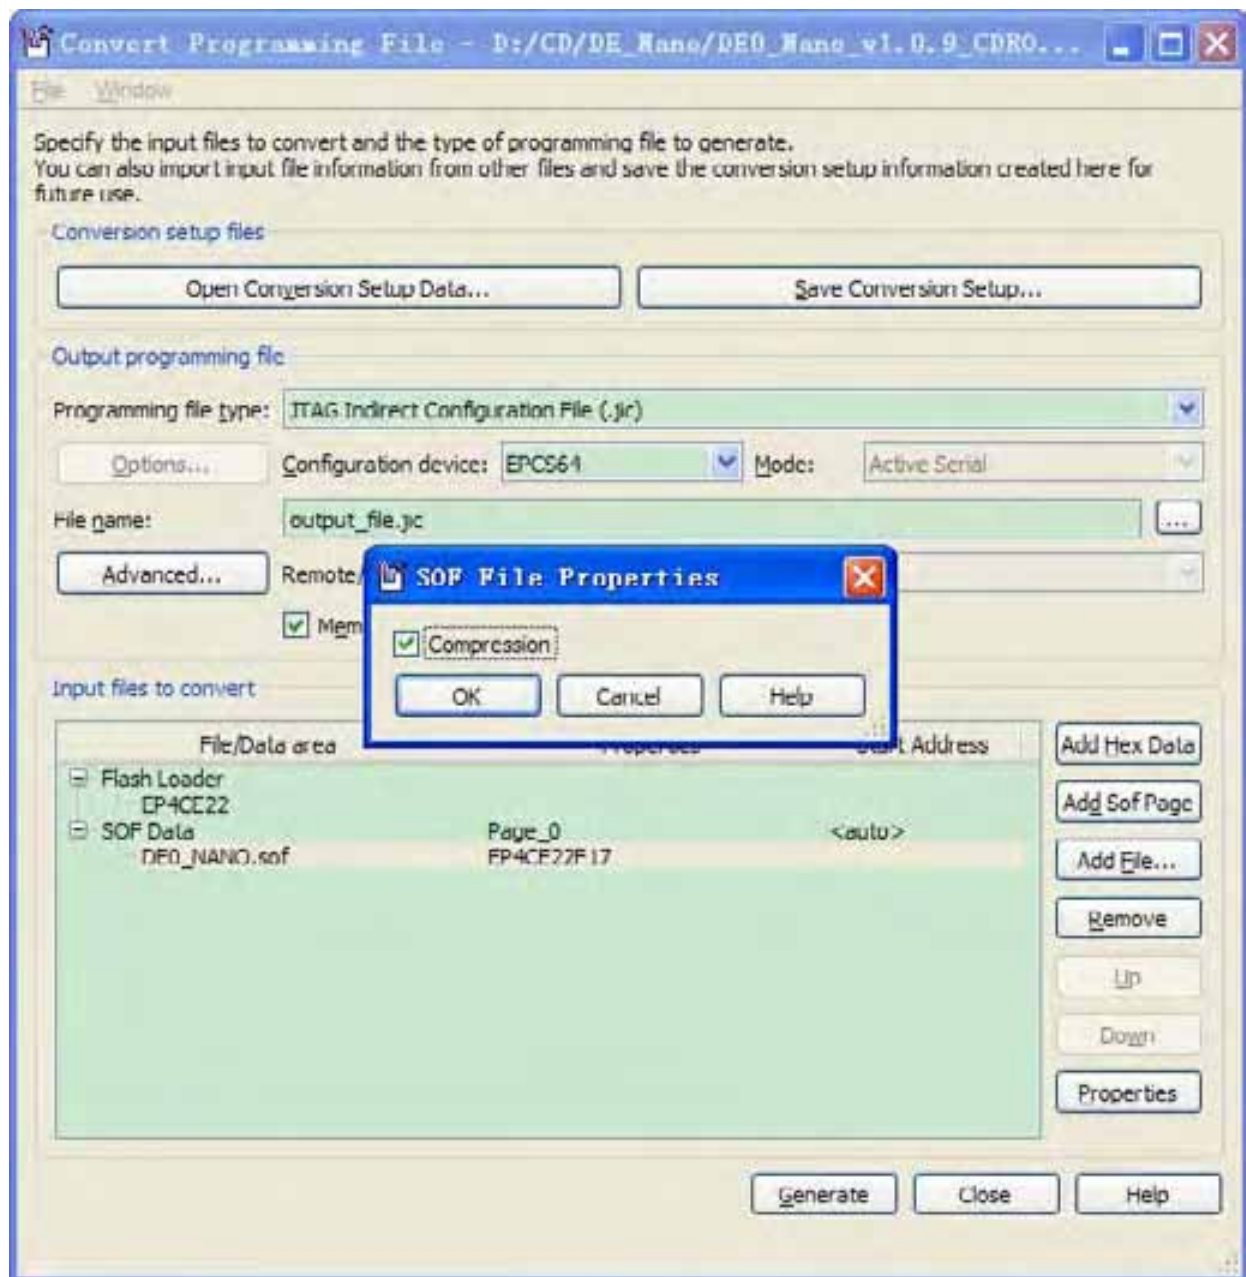 Convert Programming File - D:/CD/DE_Nano/DE0_Nano_v1.0.9_CDRO...
File Window
Specify the input files to convert and the type of programming file to generate.
You can also import input file information from other files and save the conversion setup information created here for
future use.
Conversion setup files
Open Conversion Setup Data... Save Conversion Setup...
Output programming file
Programming file type: JTAG Indirect Configuration File (.jic)
Options... Configuration device: EPCS64 Mode: Active Serial
File name: output_file.jic ...
Advanced... Remote/
Mem
SOF File Properties
Compression
OK Cancel Help
Input files to convert
File/Data area Properties Start Address
Flash Loader
EP4CE22
SOF Data Page_0 <auto>
DE0_NANO.sof EP4CE22F17
Add Hex Data
Add Sof Page
Add File...
Remove
Up
Down
Properties
Generate Close Help